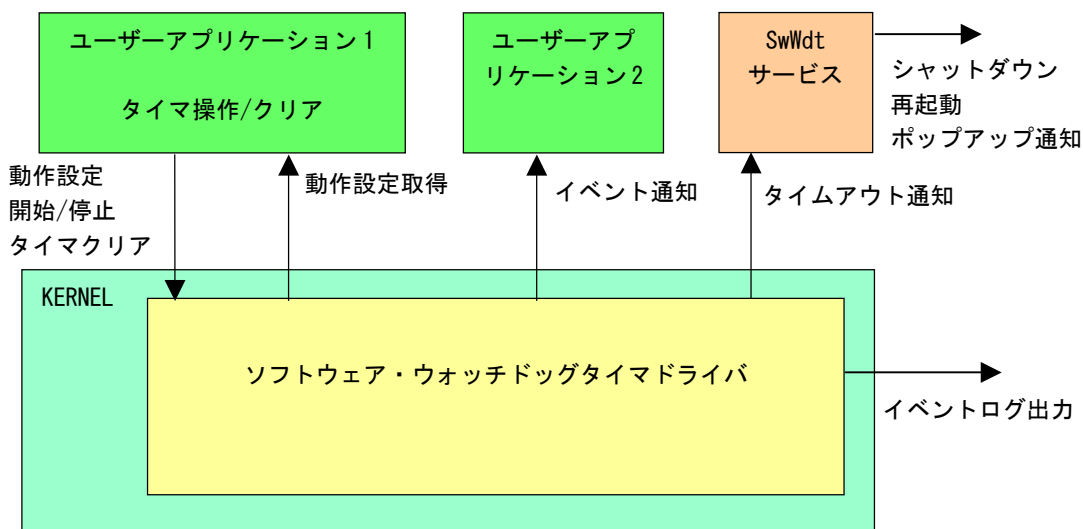 ユーザーアプリケーション1
タイマ操作/クリア
ユーザーアプ
リケーション2
SwWdt
サービス
シャットダウン
再起動
ポップアップ通知
動作設定
開始/停止
タイマクリア
動作設定取得
イベント通知
タイムアウト通知
KERNEL
ソフトウェア・ウォッチドッグタイマドライバ
イベントログ出力